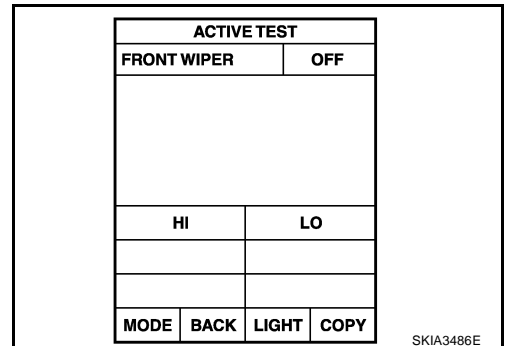 ACTIVE TEST
FRONT WIPER OFF
HI LO
MODE BACK LIGHT COPY
SKIA3486E